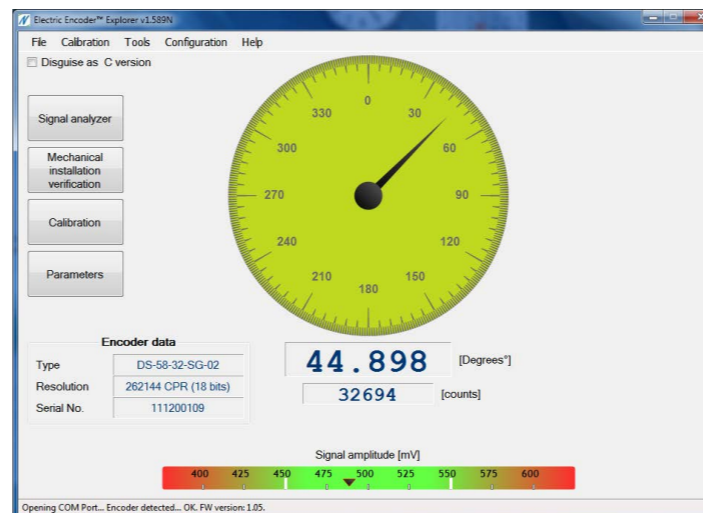 Electric Encoder™ Explorer v1.589N
File Calibration Tools Configuration Help
Disguise as C version
Signal analyzer
Mechanical
installation
verification
Calibration
Parameters
0
30
60
90
120
150
180
210
240
270
300
330
Encoder data
Type DS-58-32-SG-02
Resolution 262144 CPR (18 bits)
Serial No. 111200109
44.898 [Degrees°]
32694 [counts]
Signal amplitude [mV]
400 425 450 475 500 525 550 575 600
Opening COM Port... Encoder detected... OK. FW version: 1.05.